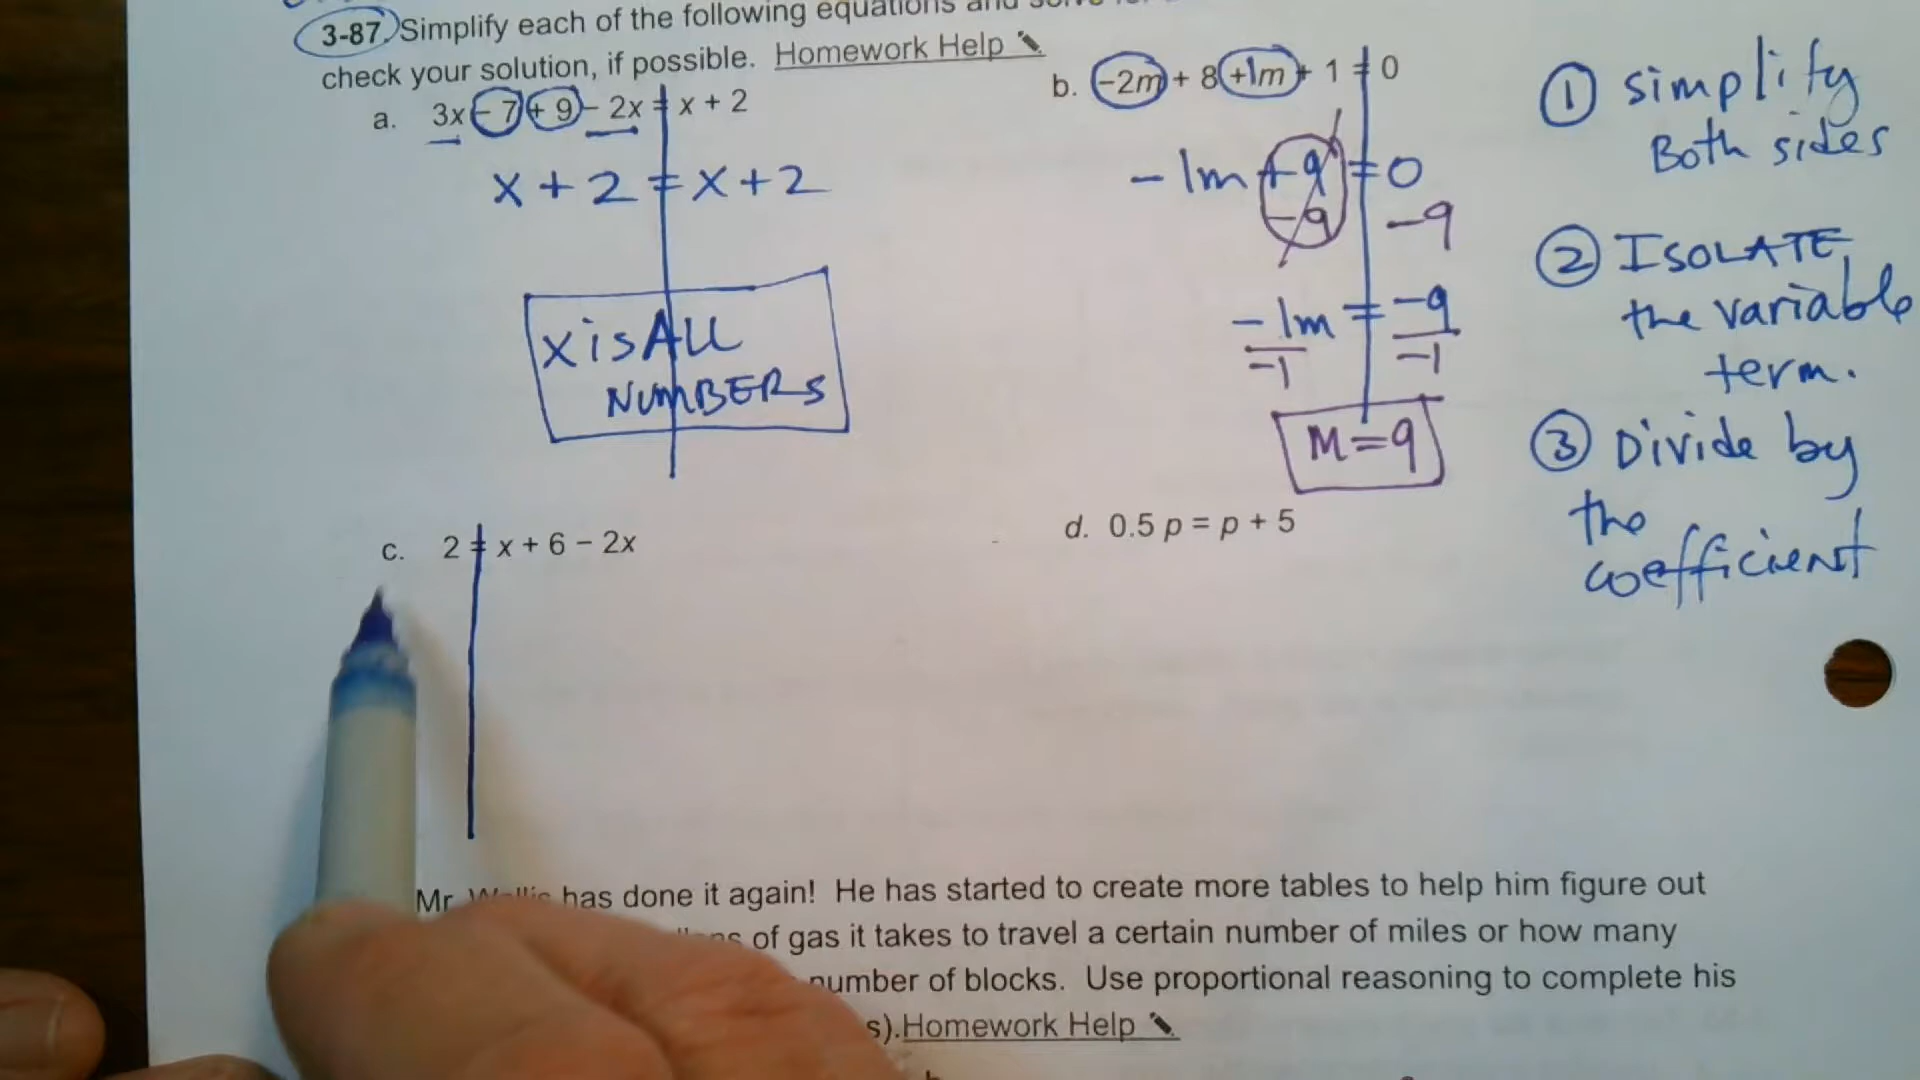 3-87. Simplify each of the following equations and solve
check your solution, if possible. Homework Help ✎
a. 3x − 7 + 9 − 2x = x + 2
x + 2 = x + 2
x is All
NUMBERS
b. −2m + 8 + 1m + 1 = 0
− 1m + 9 = 0
− 9 − 9
− 1m = − 9
−1 −1
M = 9
① simplify
Both sides
② ISOLATE
the variable
term.
③ Divide by
the
coefficient
c. 2 = x + 6 − 2x
d. 0.5 p = p + 5
Mr. has done it again! He has started to create more tables to help him figure out
of gas it takes to travel a certain number of miles or how many
number of blocks. Use proportional reasoning to complete his
s). Homework Help ✎